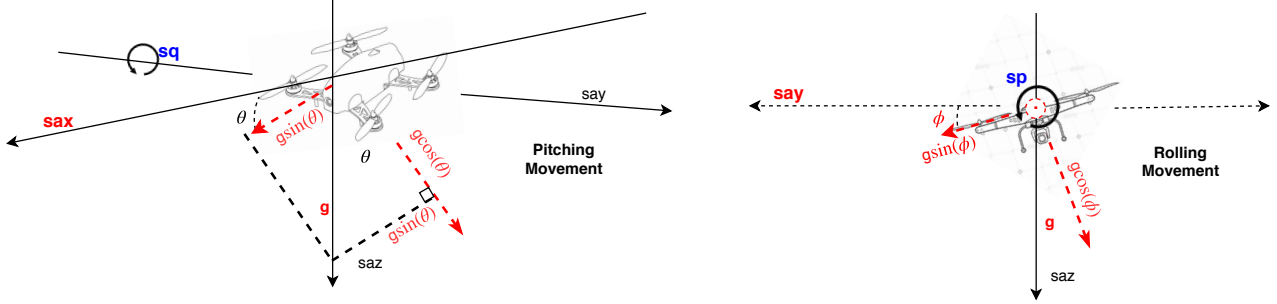 sq
sax
θ
gsin(θ)
θ
gcos(θ)
g
gsin(θ)
saz
say
Pitching
Movement
say
sp
ϕ
gsin(ϕ)
gcos(ϕ)
g
saz
Rolling
Movement